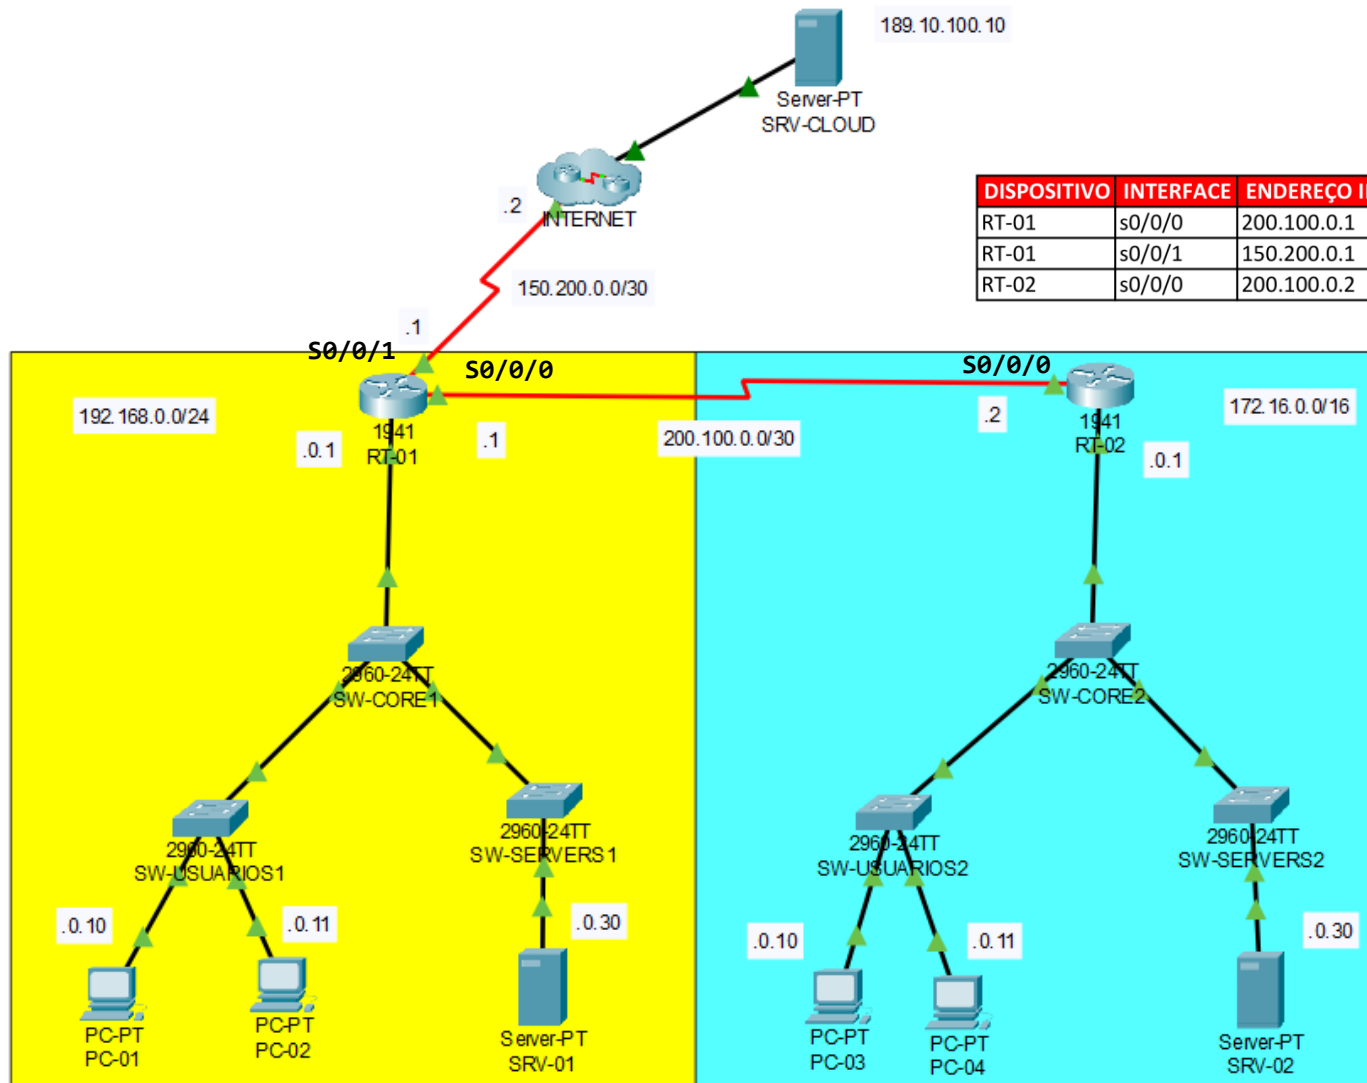 189.10.100.10
Server-PT
SRV-CLOUD
.2
INTERNET
DISPOSITIVO INTERFACE ENDEREÇO
RT-01 s0/0/0 200.100.0.1
RT-01 s0/0/1 150.200.0.1
RT-02 s0/0/0 200.100.0.2
150.200.0.0/30
.1
S0/0/1
S0/0/0
S0/0/0
192.168.0.0/24
1941
RT-01
.0.1
.1
200.100.0.0/30
.2
1941
RT-02
172.16.0.0/16
.0.1
2960-24TT
SW-CORE1
2960-24TT
SW-CORE2
2960-24TT
SW-USUARIOS1
2960-24TT
SW-SERVERS1
2960-24TT
SW-USUARIOS2
2960-24TT
SW-SERVERS2
.0.10
.0.11
.0.30
.0.10
.0.11
.0.30
PC-PT
PC-01
PC-PT
PC-02
Server-PT
SRV-01
PC-PT
PC-03
PC-PT
PC-04
Server-PT
SRV-02